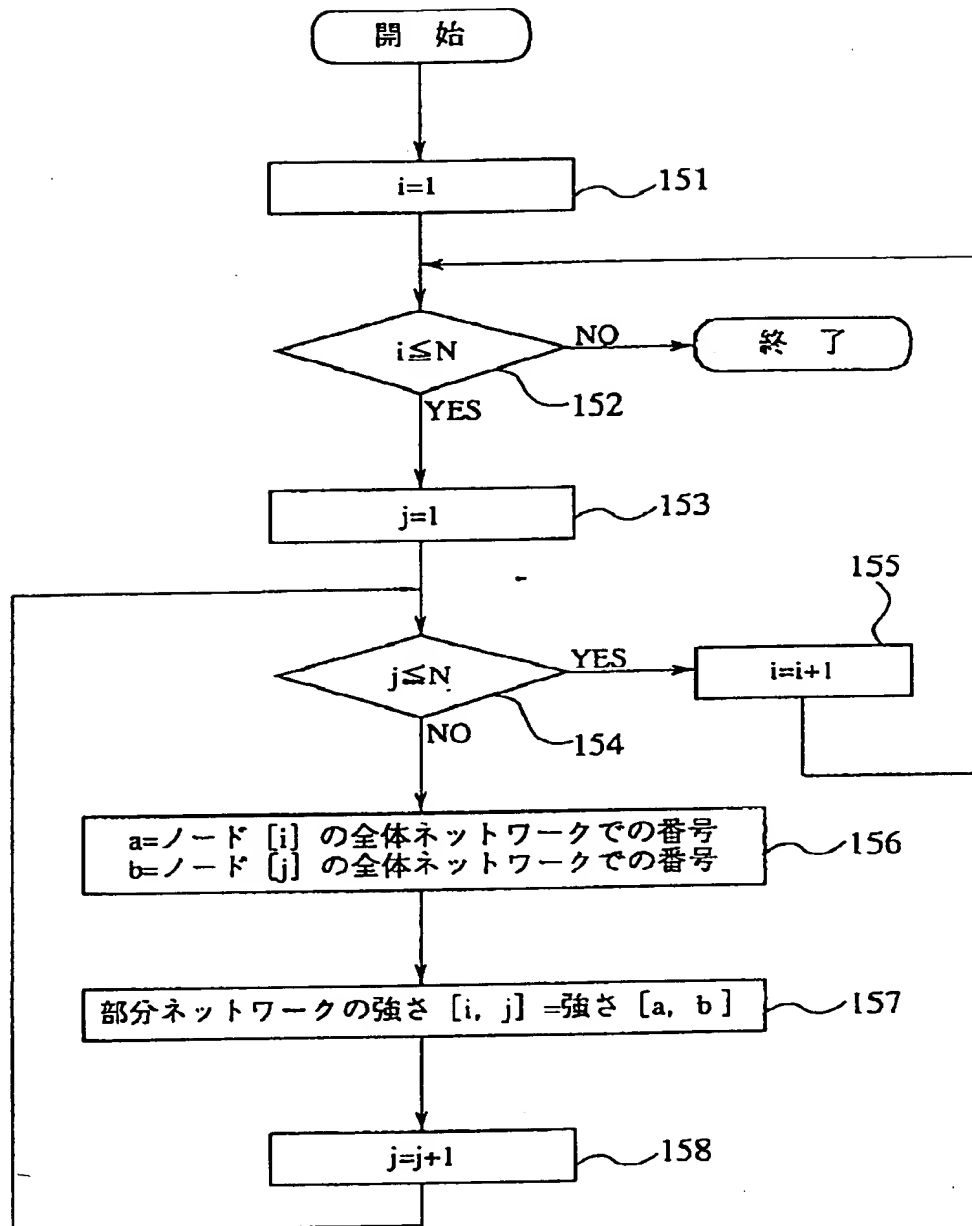 開 始
i=1
151
i≦N
NO
終 了
152
YES
j=1
153
155
j≦N
YES
i=i+1
154
NO
a=ノード [i] の全体ネットワークでの番号
b=ノード [j] の全体ネットワークでの番号
156
部分ネットワークの強さ [i, j] =強さ [a, b]
157
j=j+1
158